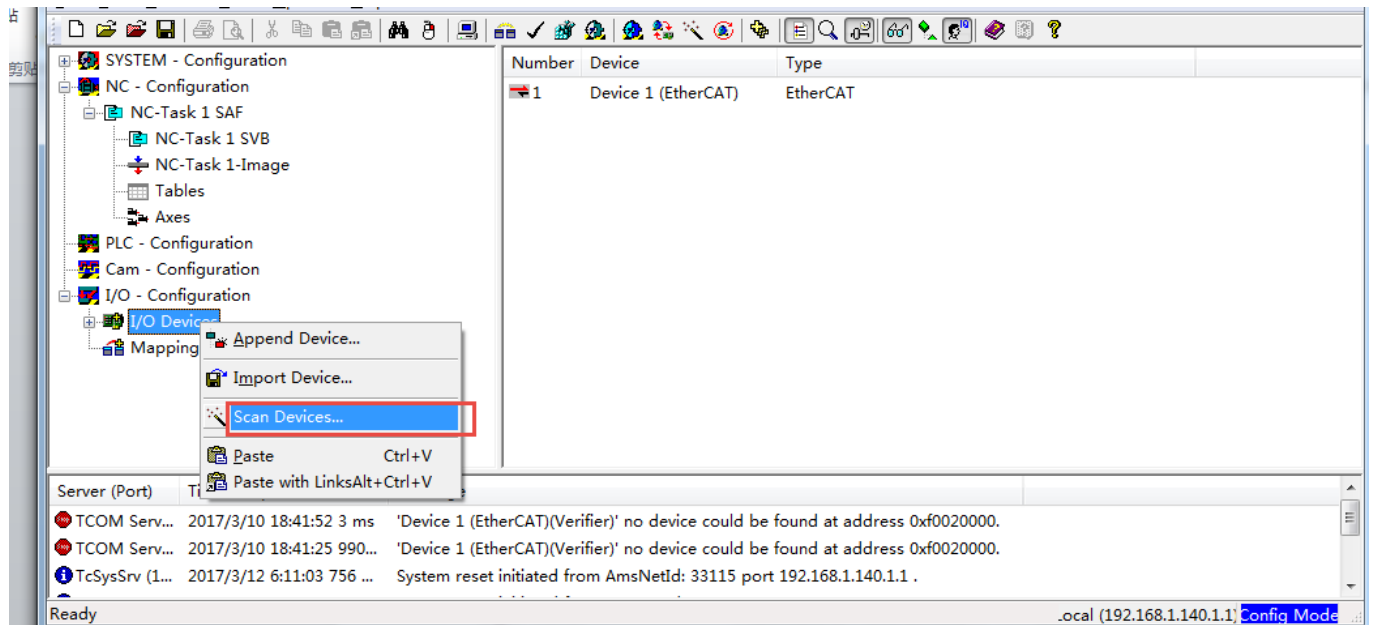 贴
剪贴
SYSTEM - Configuration
NC - Configuration
NC-Task 1 SAF
NC-Task 1 SVB
NC-Task 1-Image
Tables
Axes
PLC - Configuration
Cam - Configuration
I/O - Configuration
I/O Devices
Mapping
Append Device...
Import Device...
Scan Devices...
Paste Ctrl+V
Paste with LinksAlt+Ctrl+V
Number Device Type
1 Device 1 (EtherCAT) EtherCAT
Server (Port)
TCOM Serv... 2017/3/10 18:41:52 3 ms 'Device 1 (EtherCAT)(Verifier)' no device could be found at address 0xf0020000.
TCOM Serv... 2017/3/10 18:41:25 990... 'Device 1 (EtherCAT)(Verifier)' no device could be found at address 0xf0020000.
TcSysSrv (1... 2017/3/12 6:11:03 756 ... System reset initiated from AmsNetId: 33115 port 192.168.1.140.1.1 .
Ready
(192.168.1.140.1.1) Config Mode